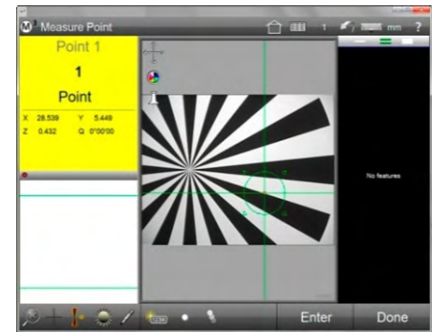 M³ Measure Point
1
mm
?
Point 1
1
Point
X 28.539 Y 5.449
Z 0.432 Q 0°00'00
No features
Enter
Done